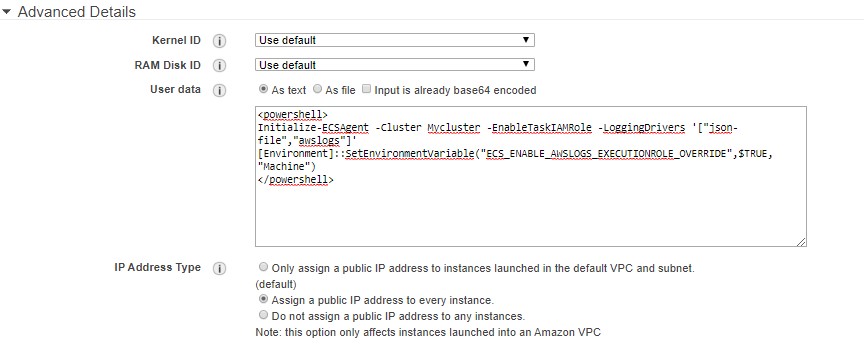 Advanced Details
Kernel ID i Use default
RAM Disk ID i Use default
User data i As text As file Input is already base64 encoded
<powershell>
Initialize-ECSAgent -Cluster Mycluster -EnableTaskIAMRole -LoggingDrivers '["json-
file","awslogs"]'
[Environment]::SetEnvironmentVariable("ECS_ENABLE_AWSLOGS_EXECUTIONROLE_OVERRIDE",$TRUE,
"Machine")
</powershell>
IP Address Type i Only assign a public IP address to instances launched in the default VPC and subnet.
(default)
Assign a public IP address to every instance.
Do not assign a public IP address to any instances.
Note: this option only affects instances launched into an Amazon VPC